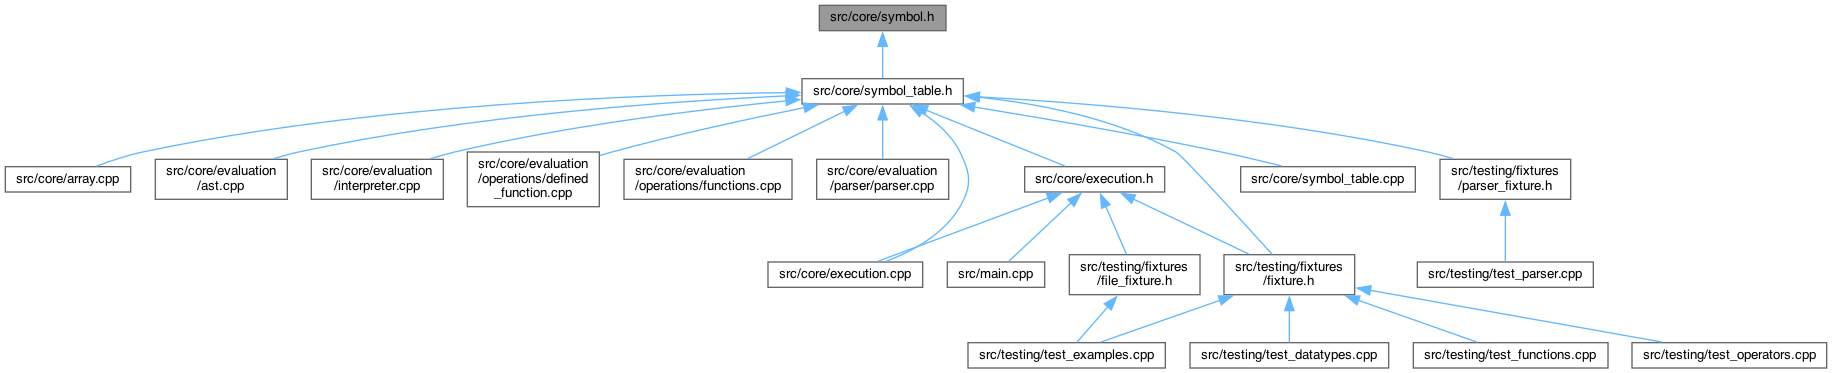 src/core/symbol.h
src/core/symbol_table.h
src/core/array.cpp
src/core/evaluation
/ast.cpp
src/core/evaluation
/interpreter.cpp
src/core/evaluation
/operations/defined
_function.cpp
src/core/evaluation
/operations/functions.cpp
src/core/evaluation
/parser/parser.cpp
src/core/execution.h
src/core/symbol_table.cpp
src/testing/fixtures
/parser_fixture.h
src/core/execution.cpp
src/main.cpp
src/testing/fixtures
/file_fixture.h
src/testing/fixtures
/fixture.h
src/testing/test_parser.cpp
src/testing/test_examples.cpp
src/testing/test_datatypes.cpp
src/testing/test_functions.cpp
src/testing/test_operators.cpp